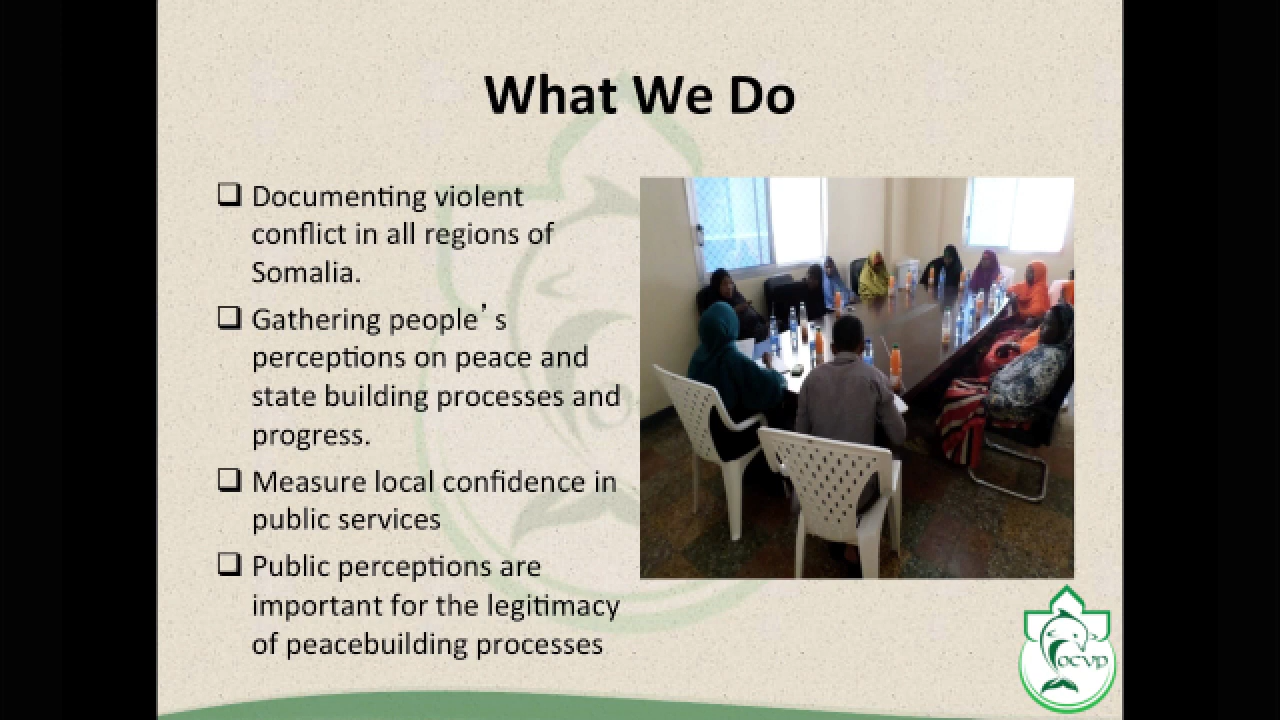 What We Do
❑ Documenting violent
conflict in all regions of
Somalia.
❑ Gathering people’ s
perceptions on peace and
state building processes and
progress.
❑ Measure local confidence in
public services
❑ Public perceptions are
important for the legitimacy
of peacebuilding processes
OCVP